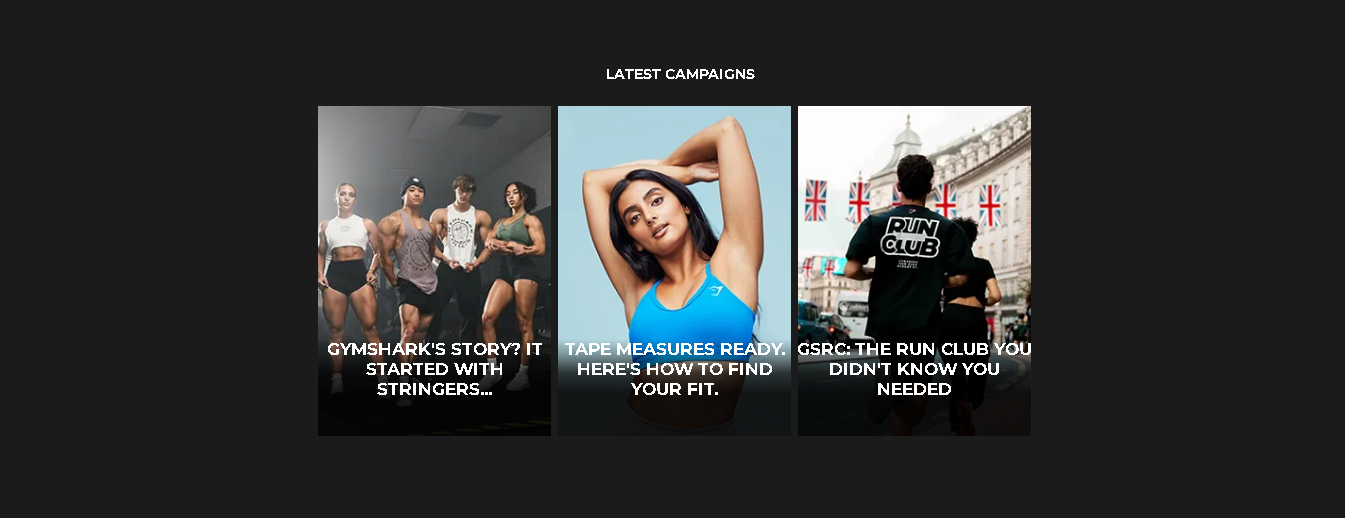 LATEST CAMPAIGNS
GYMSHARK'S STORY? IT
STARTED WITH
STRINGERS...
TAPE MEASURES READY.
HERE'S HOW TO FIND
YOUR FIT.
RUN
CLUB
GSRC: THE RUN CLUB YOU
DIDN'T KNOW YOU
NEEDED